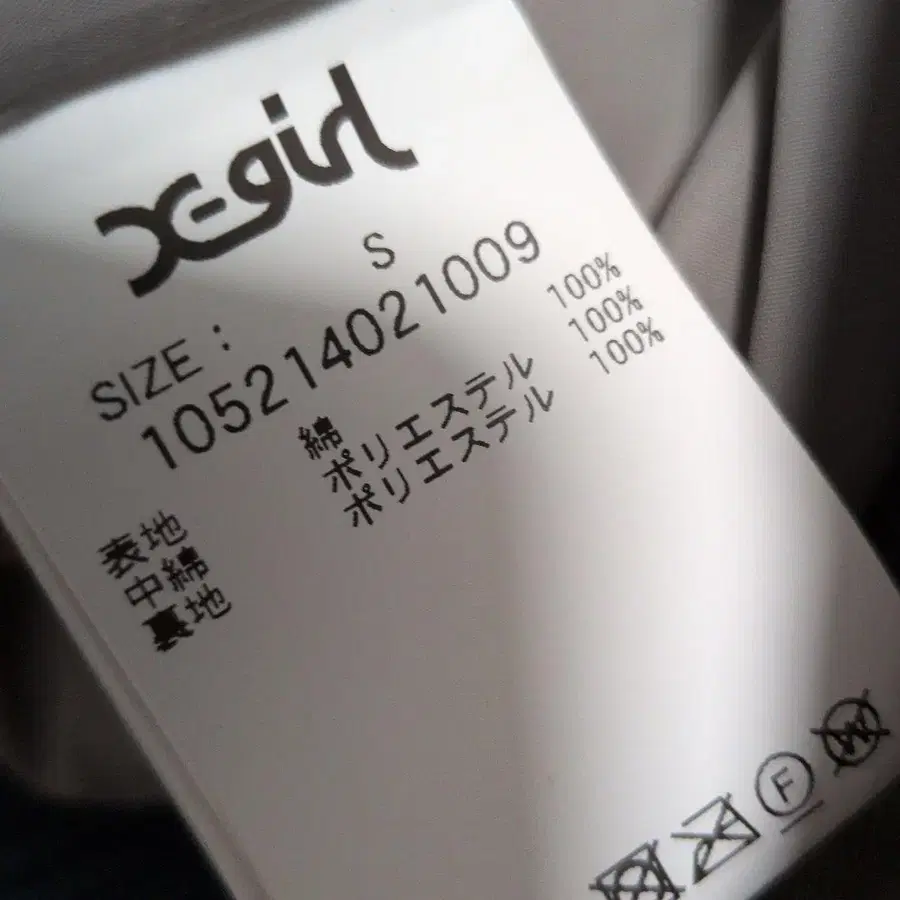 X-girl
SIZE : S
105214021009
表地 綿 100%
中綿 ポリエステル 100%
裏地 ポリエステル 100%
F
W